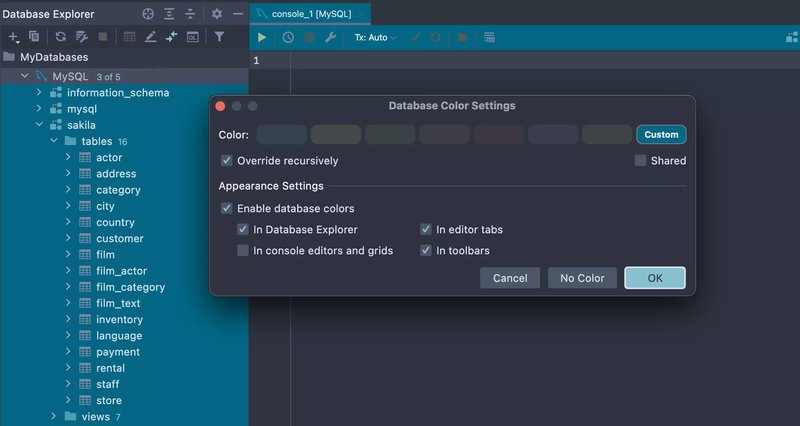 Database Explorer
console_1 [MySQL]
Tx: Auto
MyDatabases
MySQL 3 of 5
information_schema
mysql
sakila
tables 16
actor
address
category
city
country
customer
film
film_actor
film_category
film_text
inventory
language
payment
rental
staff
store
views 7
QL
1
Database Color Settings
Color:
Custom
Override recursively
Shared
Appearance Settings
Enable database colors
In Database Explorer
In editor tabs
In console editors and grids
In toolbars
Cancel
No Color
OK